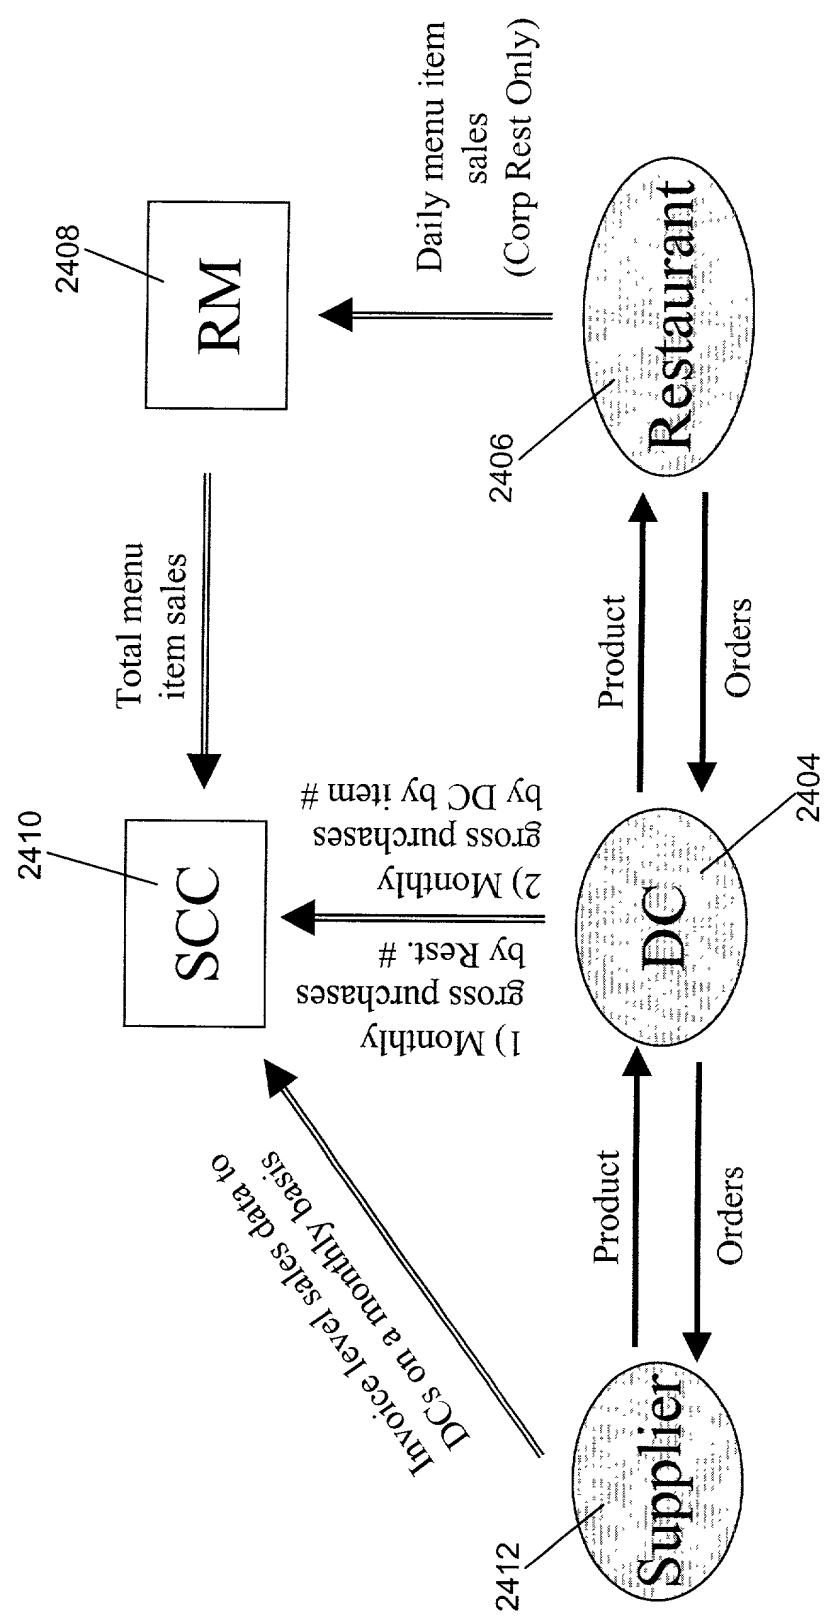 2410
SCC
Total menu
item sales
2408
RM
Invoice level sales data to
DCs on a monthly basis
1) Monthly
gross purchases
by Rest. #
2) Monthly
gross purchases
by DC by item #
Daily menu item
sales
(Corp Rest Only)
2412
Supplier
Product
Orders
DC
2404
Product
Orders
2406
Restaurant